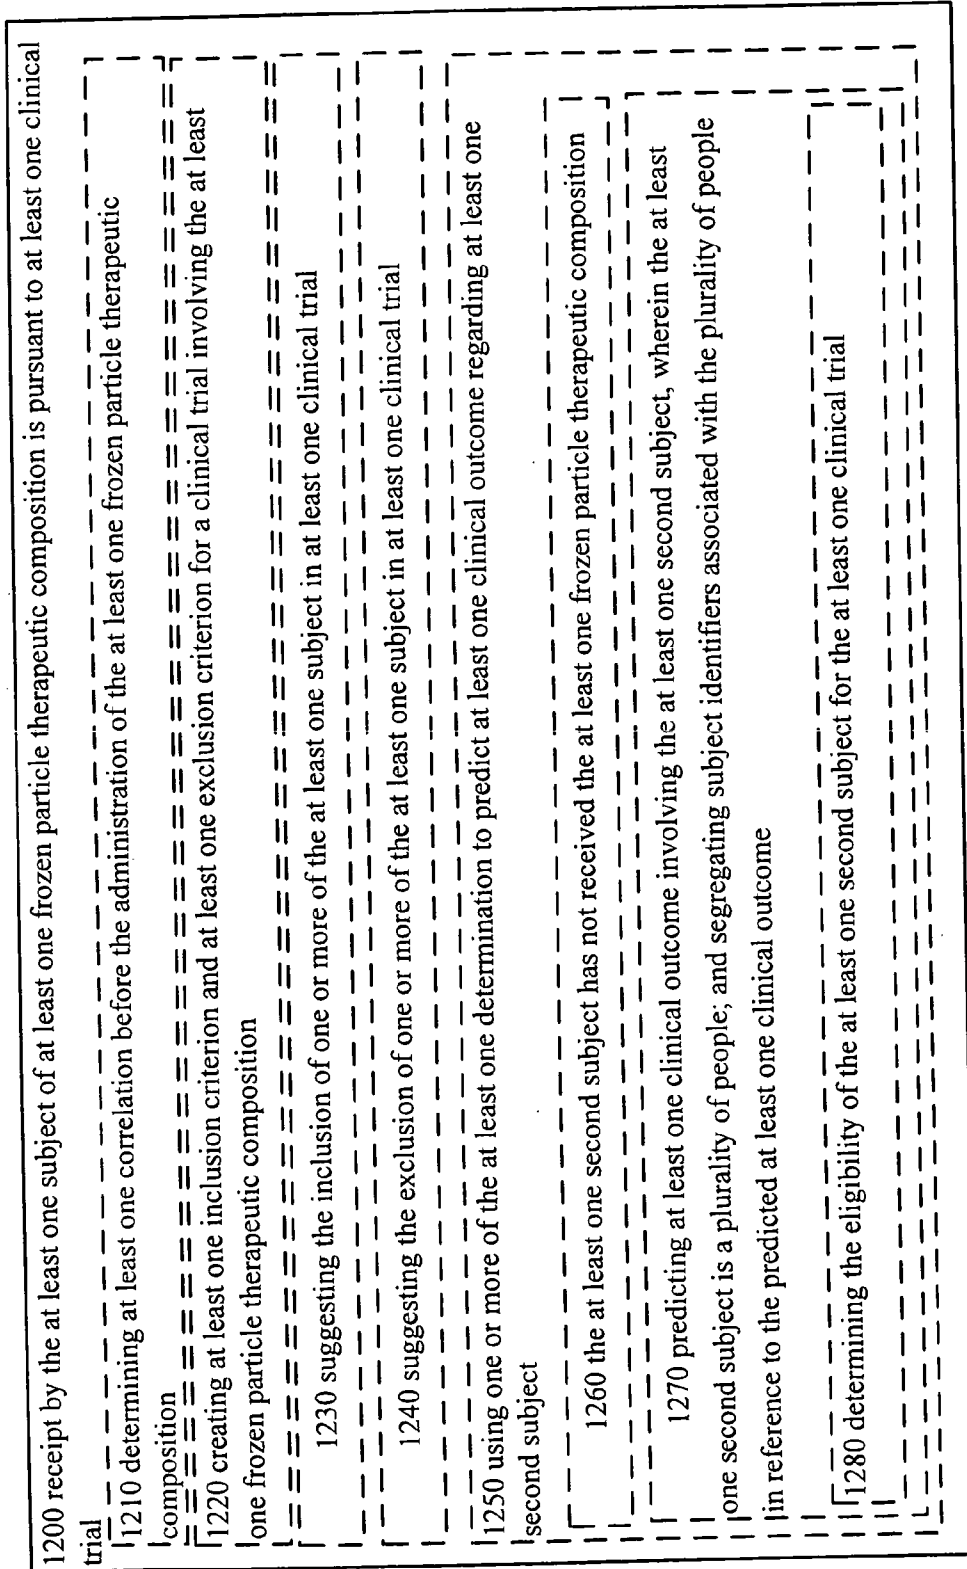 1200 receipt by the at least one subject of at least one frozen particle therapeutic composition is pursuant to at least one clinical
trial
1210 determining at least one correlation before the administration of the at least one frozen particle therapeutic
composition
1220 creating at least one inclusion criterion and at least one exclusion criterion for a clinical trial involving the at least
one frozen particle therapeutic composition
1230 suggesting the inclusion of one or more of the at least one subject in at least one clinical trial
1240 suggesting the exclusion of one or more of the at least one subject in at least one clinical trial
1250 using one or more of the at least one determination to predict at least one clinical outcome regarding at least one
second subject
1260 the at least one second subject has not received the at least one frozen particle therapeutic composition
1270 predicting at least one clinical outcome involving the at least one second subject, wherein the at least
one second subject is a plurality of people; and segregating subject identifiers associated with the plurality of people
in reference to the predicted at least one clinical outcome
1280 determining the eligibility of the at least one second subject for the at least one clinical trial